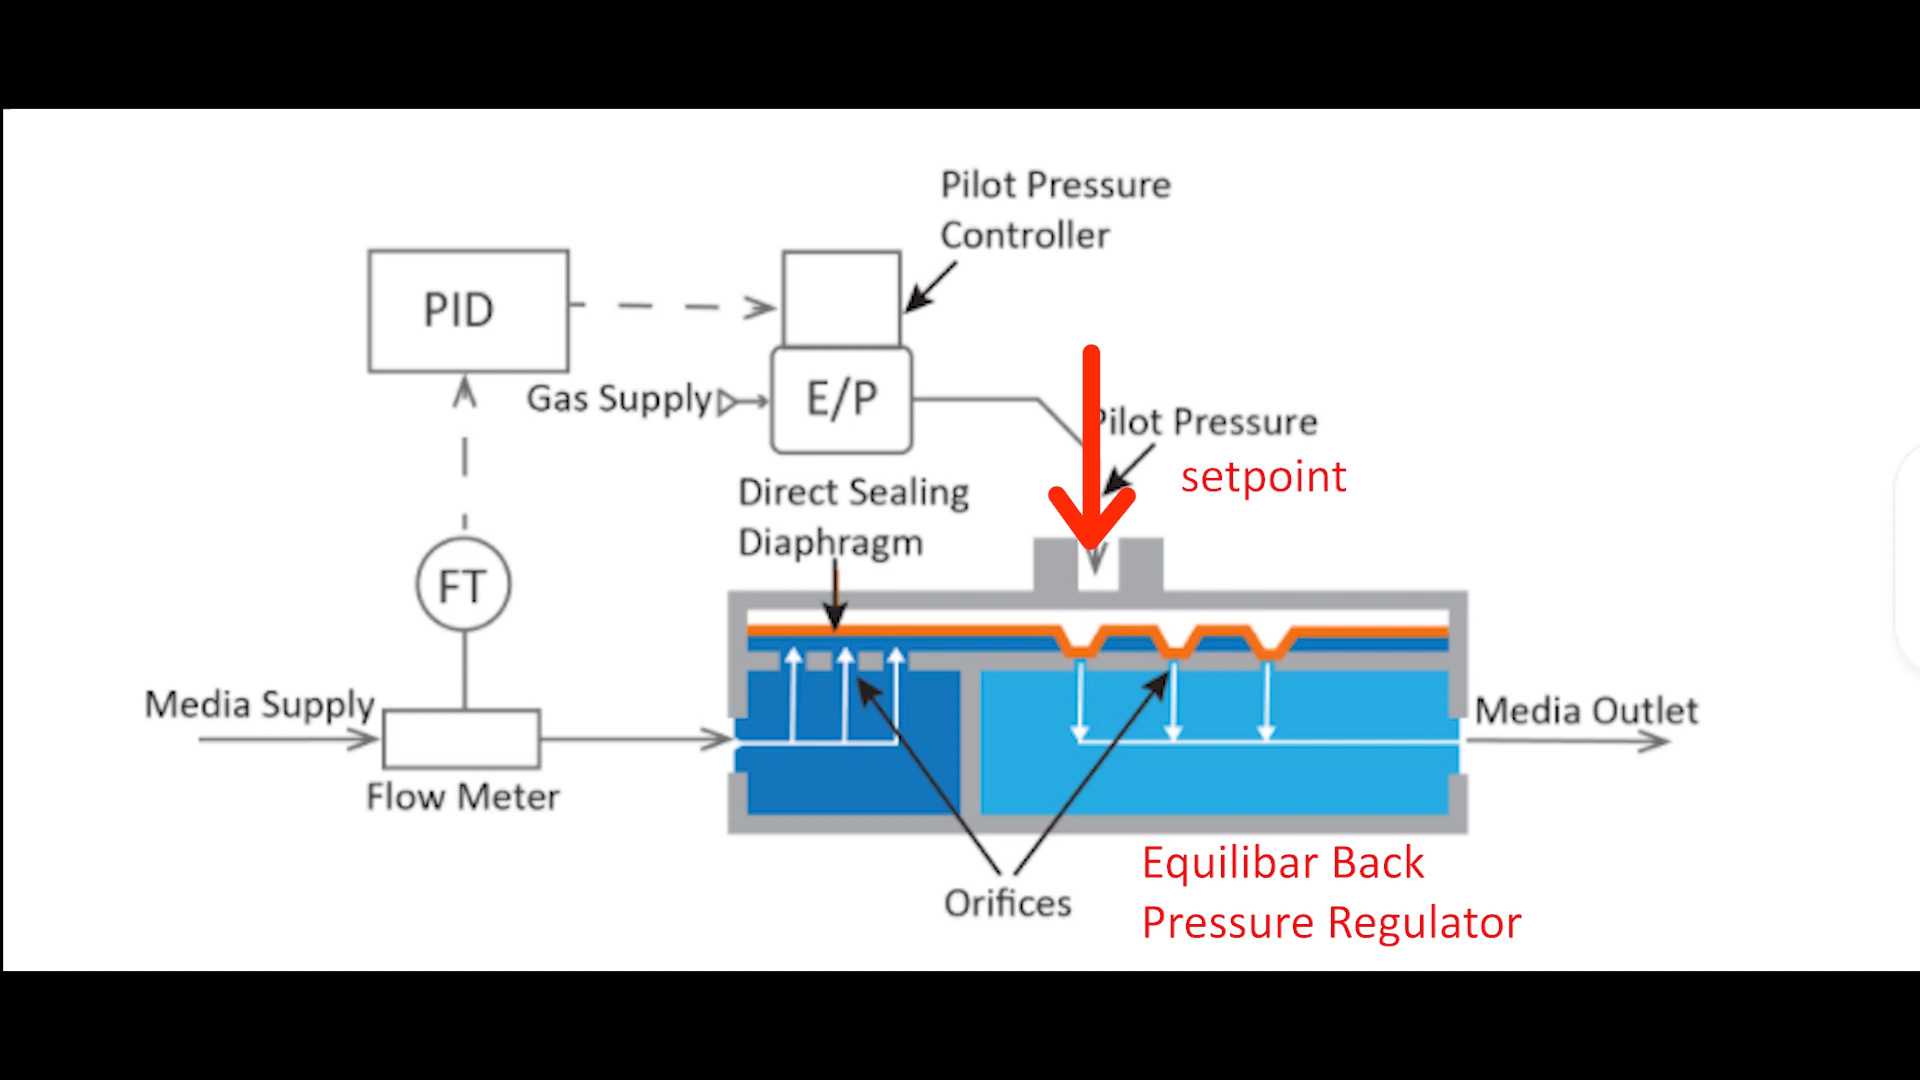 Pilot Pressure
Controller
PID
Gas Supply
E/P
Pilot Pressure
setpoint
Direct Sealing
Diaphragm
FT
Media Supply
Media Outlet
Flow Meter
Equilibar Back
Orifices
Pressure Regulator